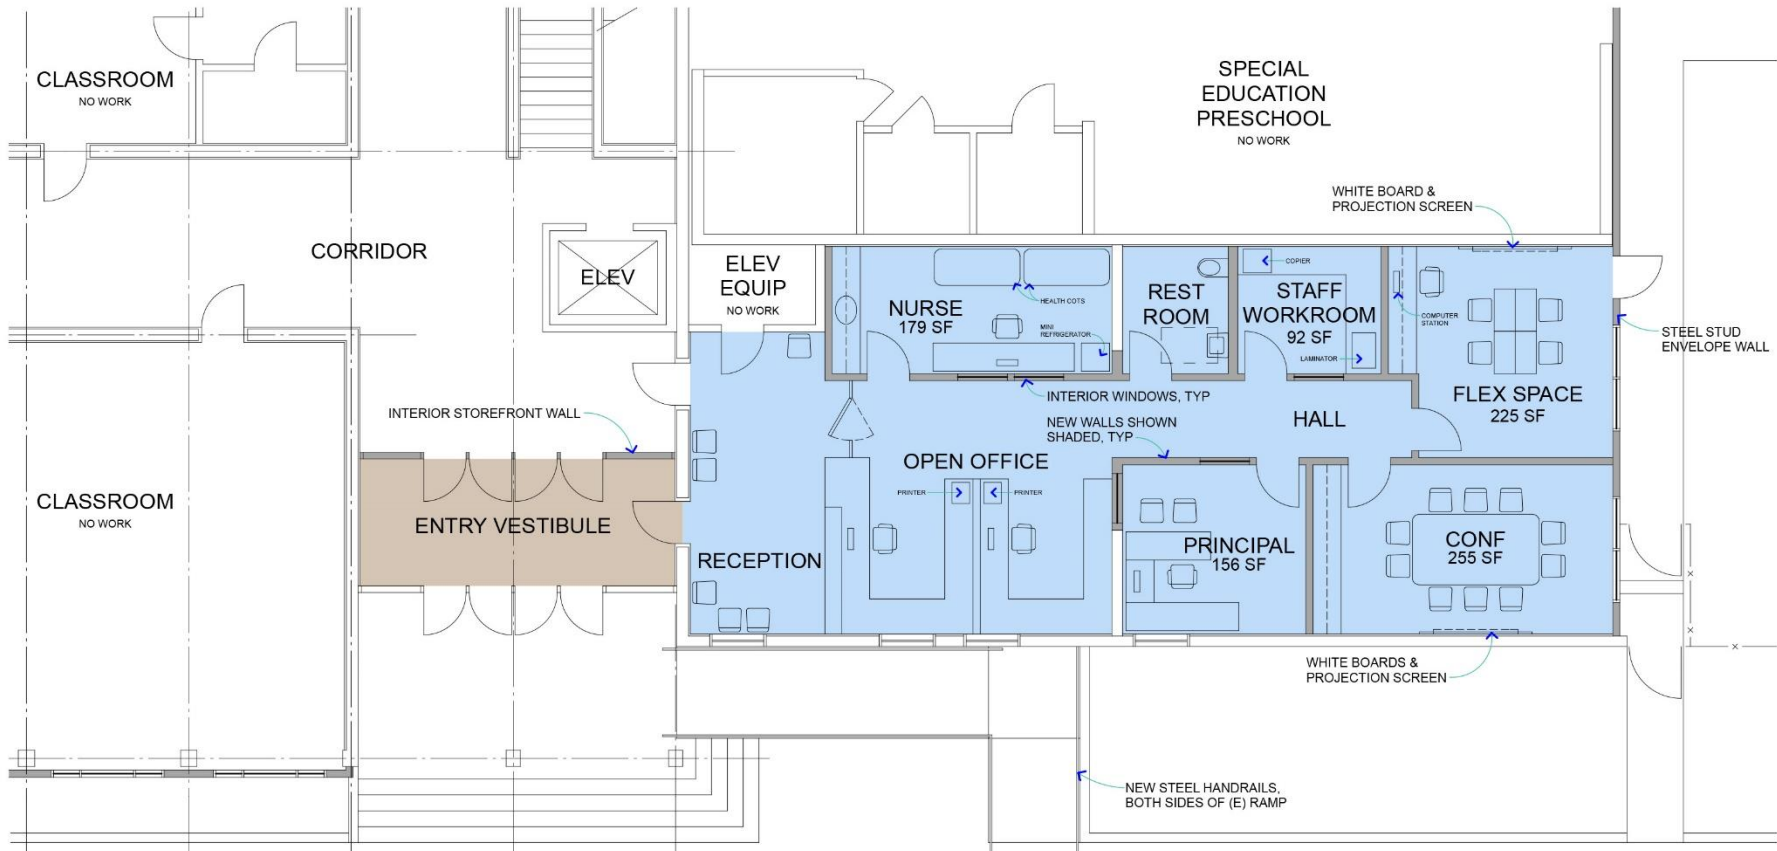 CLASSROOM
NO WORK
CORRIDOR
ELEV
ELEV
EQUIP
NO WORK
SPECIAL
EDUCATION
PRESCHOOL
NO WORK
WHITE BOARD &
PROJECTION SCREEN
NURSE
179 SF
HEALTH COTS
MINI
REFRIGERATOR
REST
ROOM
COPIER
STAFF
WORKROOM
92 SF
LAMINATOR
COMPUTER
STATION
FLEX SPACE
225 SF
STEEL STUD
ENVELOPE WALL
INTERIOR STOREFRONT WALL
INTERIOR WINDOWS, TYP
NEW WALLS SHOWN
SHADED, TYP
HALL
OPEN OFFICE
PRINTER
PRINTER
CLASSROOM
NO WORK
ENTRY VESTIBULE
RECEPTION
PRINCIPAL
156 SF
CONF
255 SF
WHITE BOARDS &
PROJECTION SCREEN
NEW STEEL HANDRAILS,
BOTH SIDES OF (E) RAMP